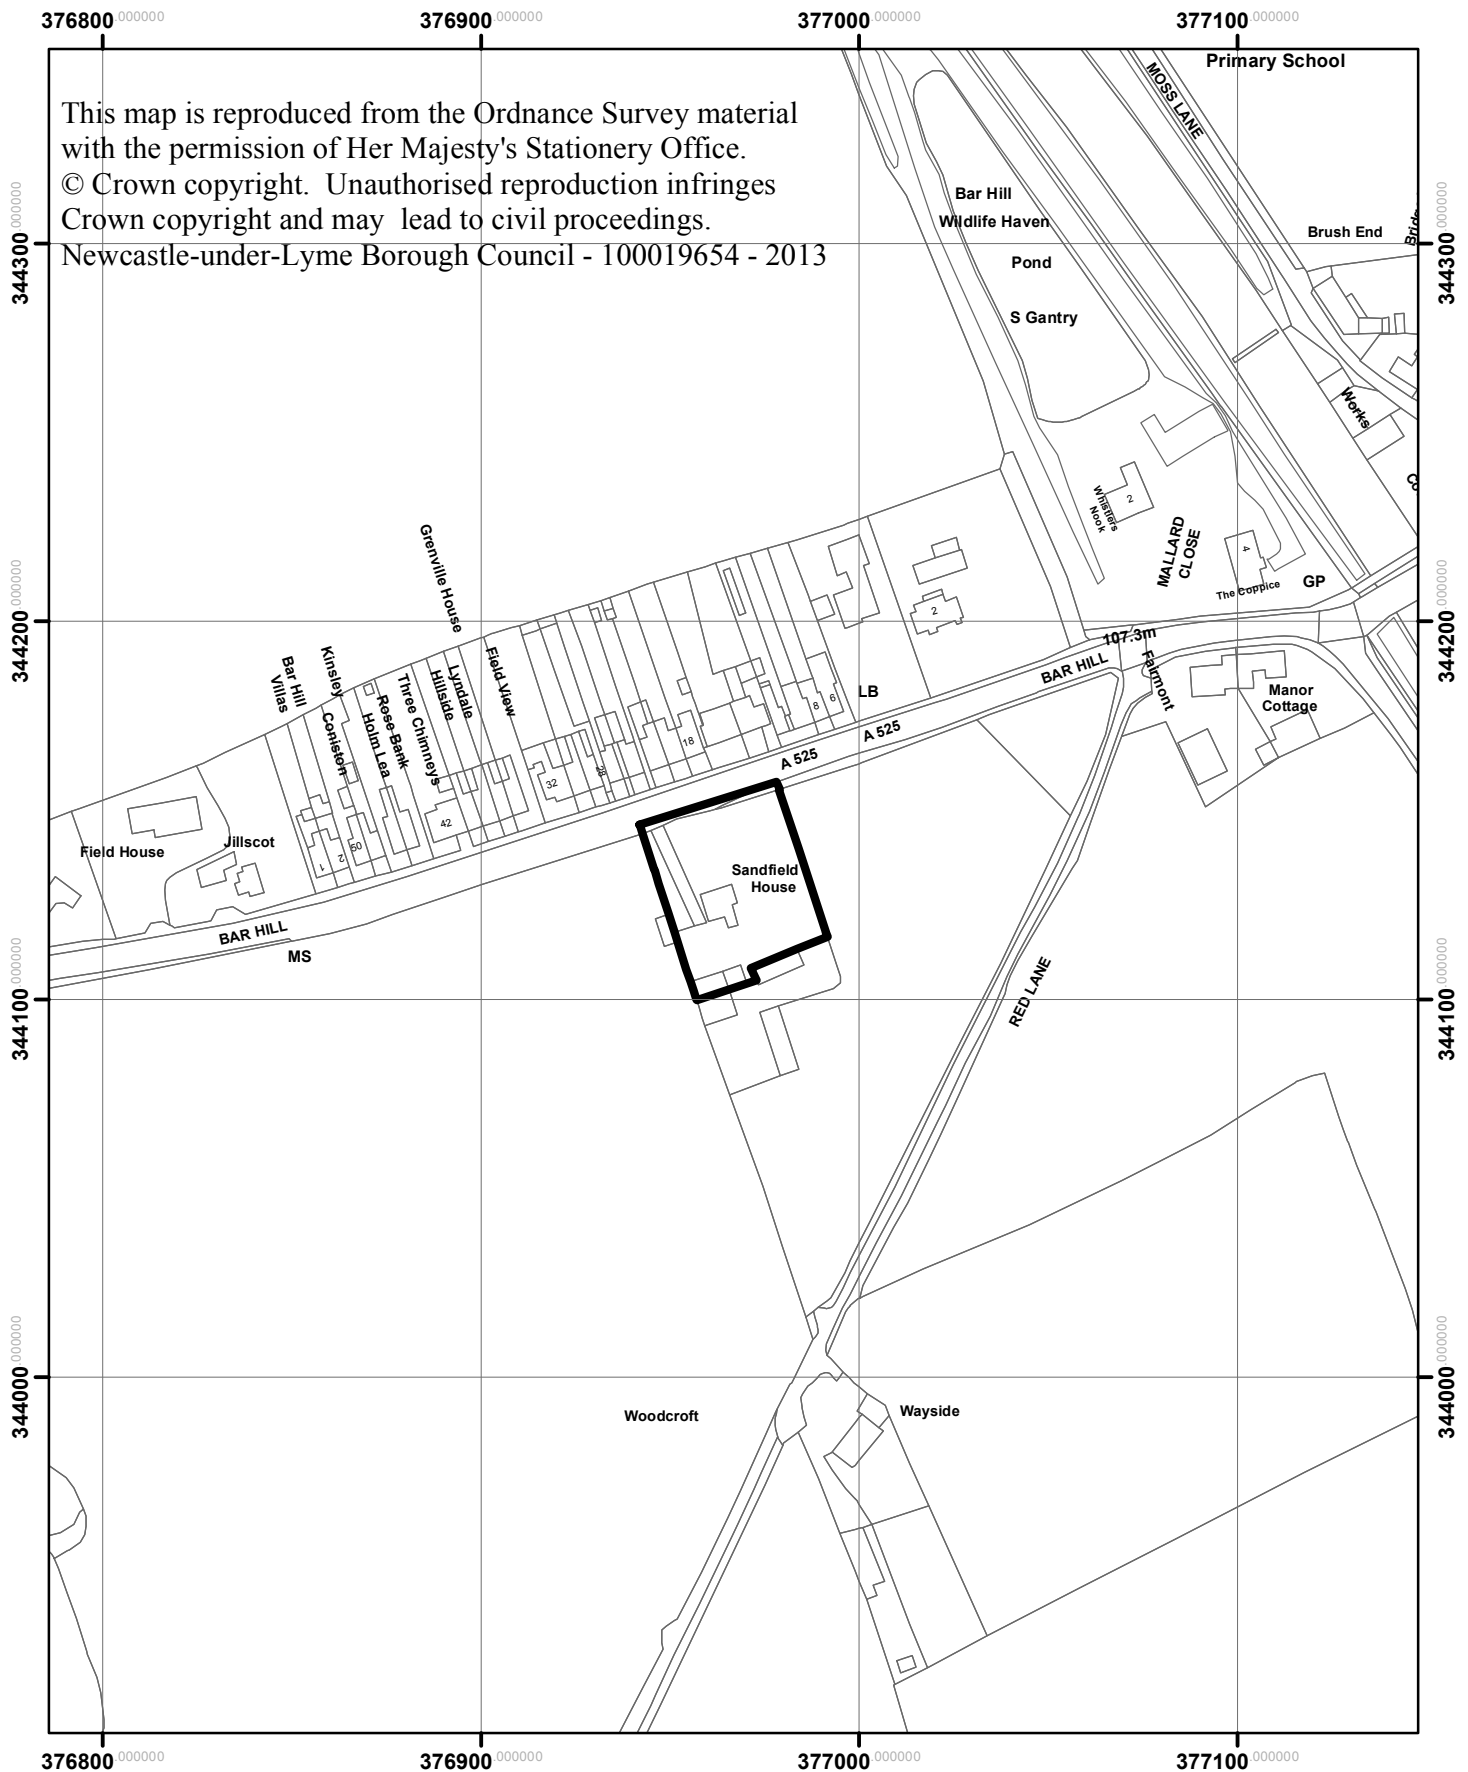 376800.000000
376900.000000
377000.000000
377100.000000
Primary School
MOSS LANE
This map is reproduced from the Ordnance Survey material
with the permission of Her Majesty's Stationery Office.
© Crown copyright. Unauthorised reproduction infringes
Crown copyright and may lead to civil proceedings.
Newcastle-under-Lyme Borough Council - 100019654 - 2013
344300.000000
344300.000000
Bar Hill
Wildlife Haven
Pond
S Gantry
Brush End
Works
Whistlers
Nook
2
MALLARD
CLOSE
4
The Coppice
GP
344200.000000
344200.000000
Grenville House
2
107.3m
BAR HILL
Fairmont
Manor
Cottage
Bar Hill
Villas
Kinsley
Coniston
Rose Bank
Holm Lea
Three Chimneys
Lyndale
Hillside
Field View
LB
8
6
A 525
A 525
18
28
32
42
50
2
1
Field House
Jillscot
Sandfield
House
BAR HILL
MS
RED LANE
344100.000000
344100.000000
344000.000000
344000.000000
Woodcroft
Wayside
376800.000000
376900.000000
377000.000000
377100.000000